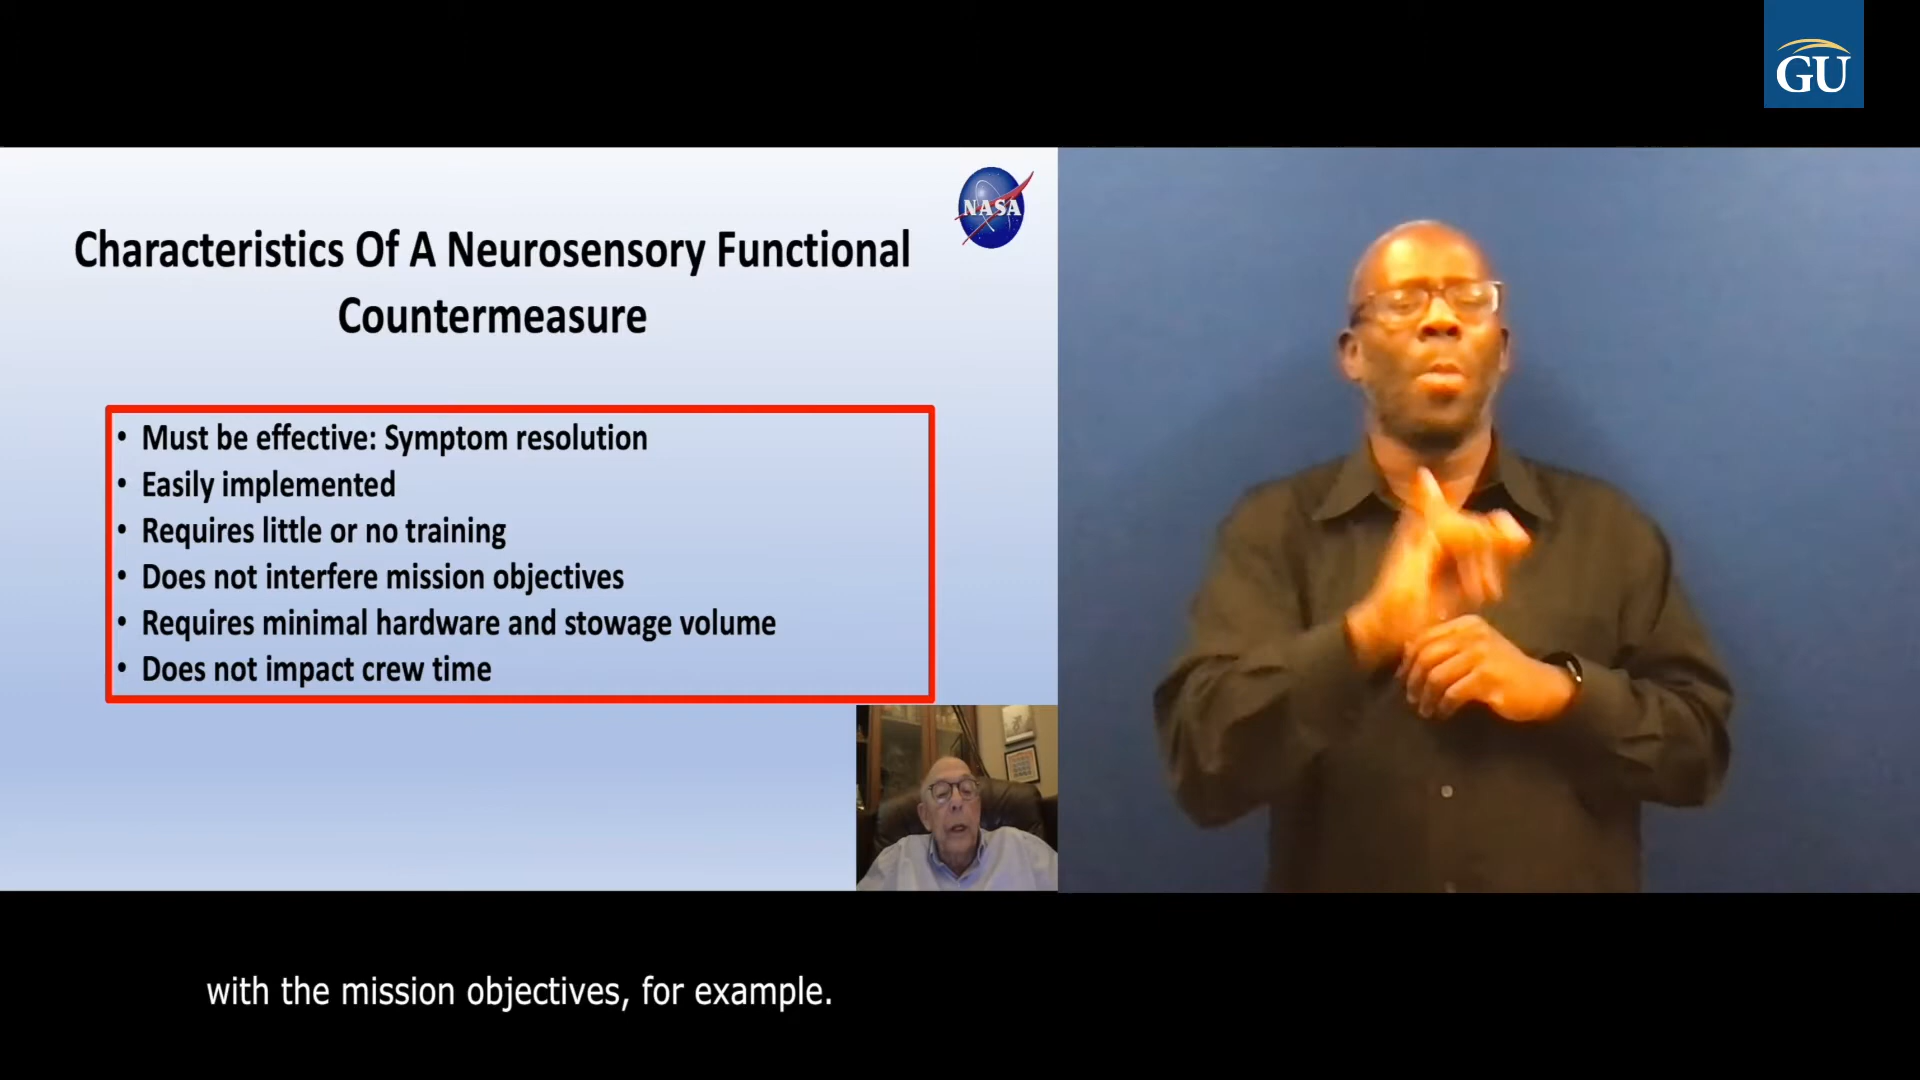 GU
NASA
Characteristics Of A Neurosensory Functional
Countermeasure
• Must be effective: Symptom resolution
• Easily implemented
• Requires little or no training
• Does not interfere mission objectives
• Requires minimal hardware and stowage volume
• Does not impact crew time
with the mission objectives, for example.